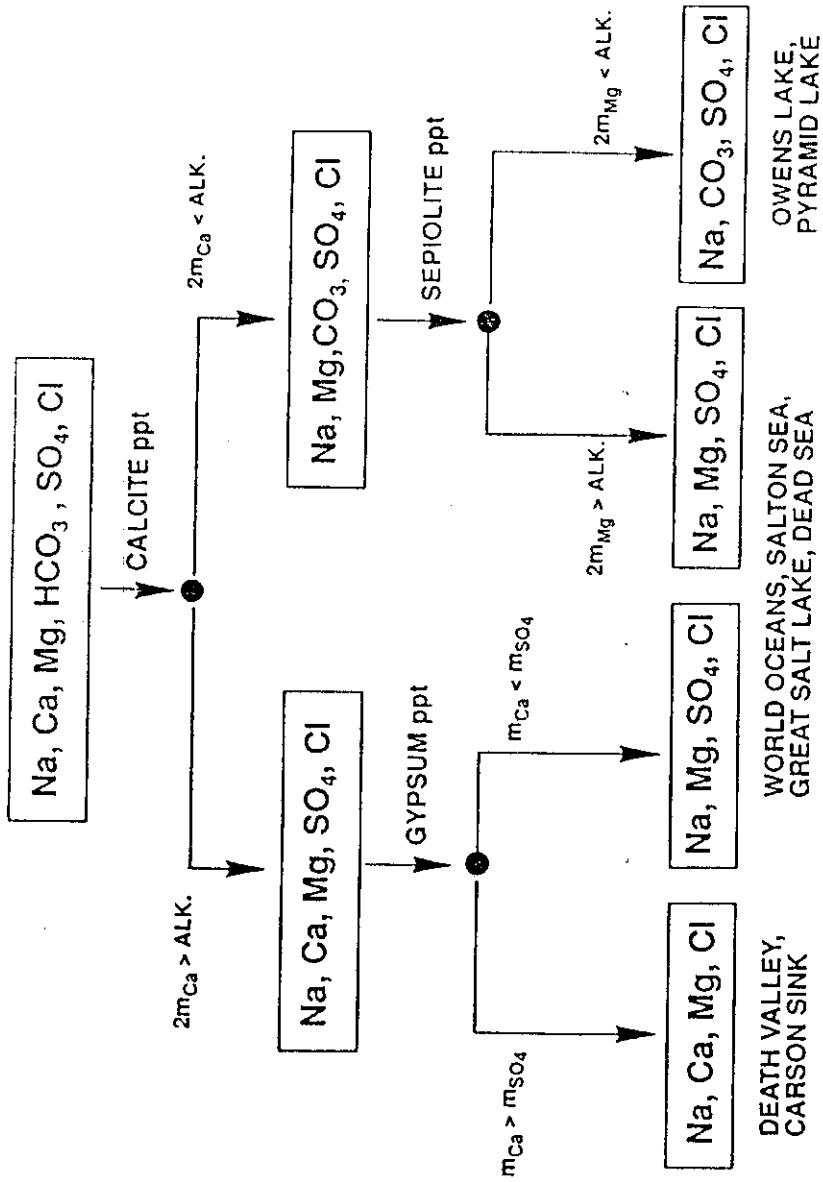 Na, Ca, Mg, HCO3, SO4, Cl
CALCITE ppt
2mCa > ALK.
2mCa < ALK.
Na, Ca, Mg, SO4, Cl
Na, Mg, CO3, SO4, Cl
GYPSUM ppt
SEPIOLITE ppt
mCa > mSO4
mCa < mSO4
2mMg > ALK.
2mMg < ALK.
Na, Ca, Mg, Cl
Na, Mg, SO4, Cl
Na, Mg, SO4, Cl
Na, CO3, SO4, Cl
DEATH VALLEY,
CARSON SINK
WORLD OCEANS, SALTON SEA,
GREAT SALT LAKE, DEAD SEA
OWENS LAKE,
PYRAMID LAKE